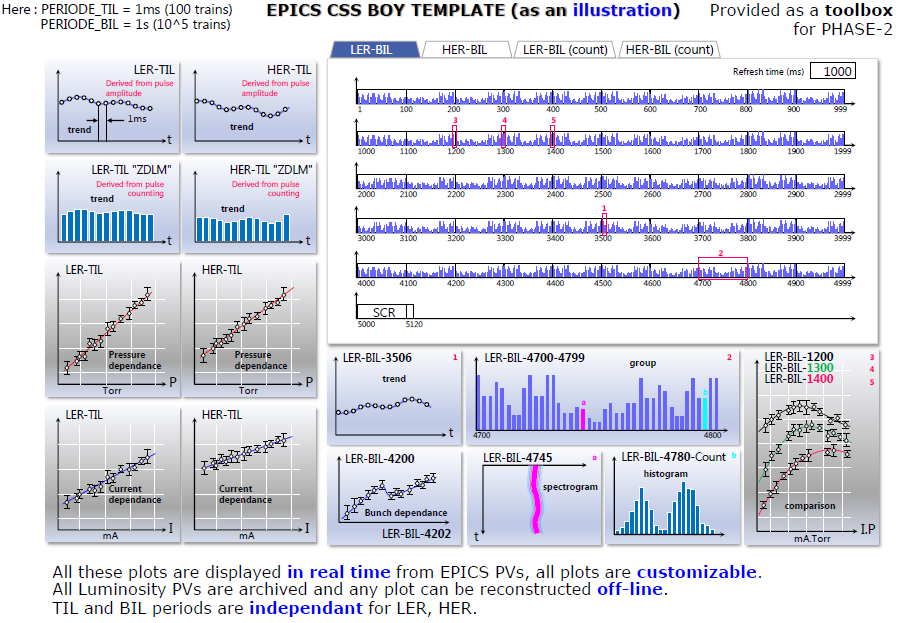 Here : PERIODE_TIL = 1ms (100 trains)
PERIODE_BIL = 1s (10^5 trains)
EPICS CSS BOY TEMPLATE (as an illustration)
Provided as a toolbox
for PHASE-2
LER-BIL
HER-BIL
LER-BIL (count)
HER-BIL (count)
Refresh time (ms) 1000
1 100 200 300 400 500 600 700 800 900 999
3 4 5
1000 1100 1200 1300 1400 1500 1600 1700 1800 1900 1999
2000 2100 2200 2300 2400 2500 2600 2700 2800 2900 2999
1
3000 3100 3200 3300 3400 3500 3600 3700 3800 3900 3999
2
4000 4100 4200 4300 4400 4500 4600 4700 4800 4900 4999
SCR
5000 5120
LER-TIL
Derived from pulse
amplitude
1ms
trend
t
HER-TIL
Derived from pulse
amplitude
trend
t
LER-TIL "ZDLM"
Derived from pulse
coumting
trend
t
HER-TIL "ZDLM"
Derived from pulse
counting
trend
t
LER-TIL
Pressure
dependance
P
Torr
HER-TIL
Pressure
dependance
P
Torr
LER-TIL
Current
dependance
I
mA
HER-TIL
Current
dependance
I
mA
LER-BIL-3506 1
trend
t
LER-BIL-4700-4799 2
group
a
b
4700 4800
LER-BIL-1200 3
LER-BIL-1300 4
LER-BIL-1400 5
comparison
I.P
mA.Torr
LER-BIL-4200
Bunch dependance
LER-BIL-4202
LER-BIL-4745 a
spectrogram
t
LER-BIL-4780-Count b
histogram
All these plots are displayed in real time from EPICS PVs, all plots are customizable.
All Luminosity PVs are archived and any plot can be reconstructed off-line.
TIL and BIL periods are independant for LER, HER.